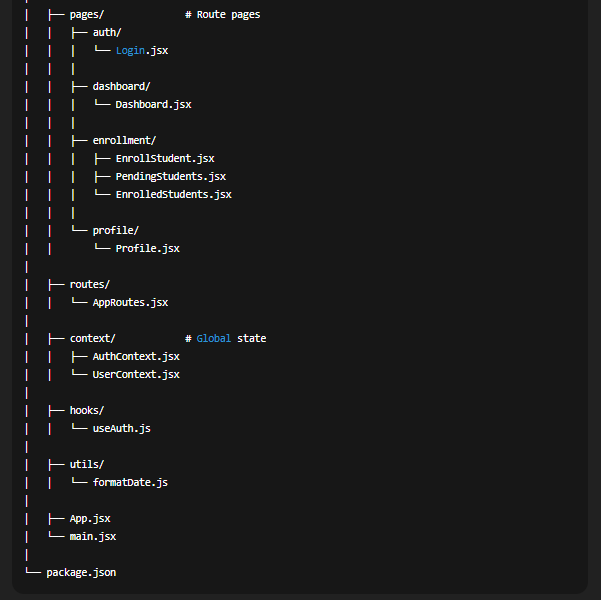 │   ├── pages/              # Route pages
│   │   ├── auth/
│   │   │   └── Login.jsx
│   │   │
│   │   ├── dashboard/
│   │   │   └── Dashboard.jsx
│   │   │
│   │   ├── enrollment/
│   │   │   ├── EnrollStudent.jsx
│   │   │   ├── PendingStudents.jsx
│   │   │   └── EnrolledStudents.jsx
│   │   │
│   │   └── profile/
│   │       └── Profile.jsx
│
│   ├── routes/
│   │   └── AppRoutes.jsx
│
│   ├── context/            # Global state
│   │   ├── AuthContext.jsx
│   │   └── UserContext.jsx
│
│   ├── hooks/
│   │   └── useAuth.js
│
│   ├── utils/
│   │   └── formatDate.js
│
│   ├── App.jsx
│   └── main.jsx
│
└── package.json